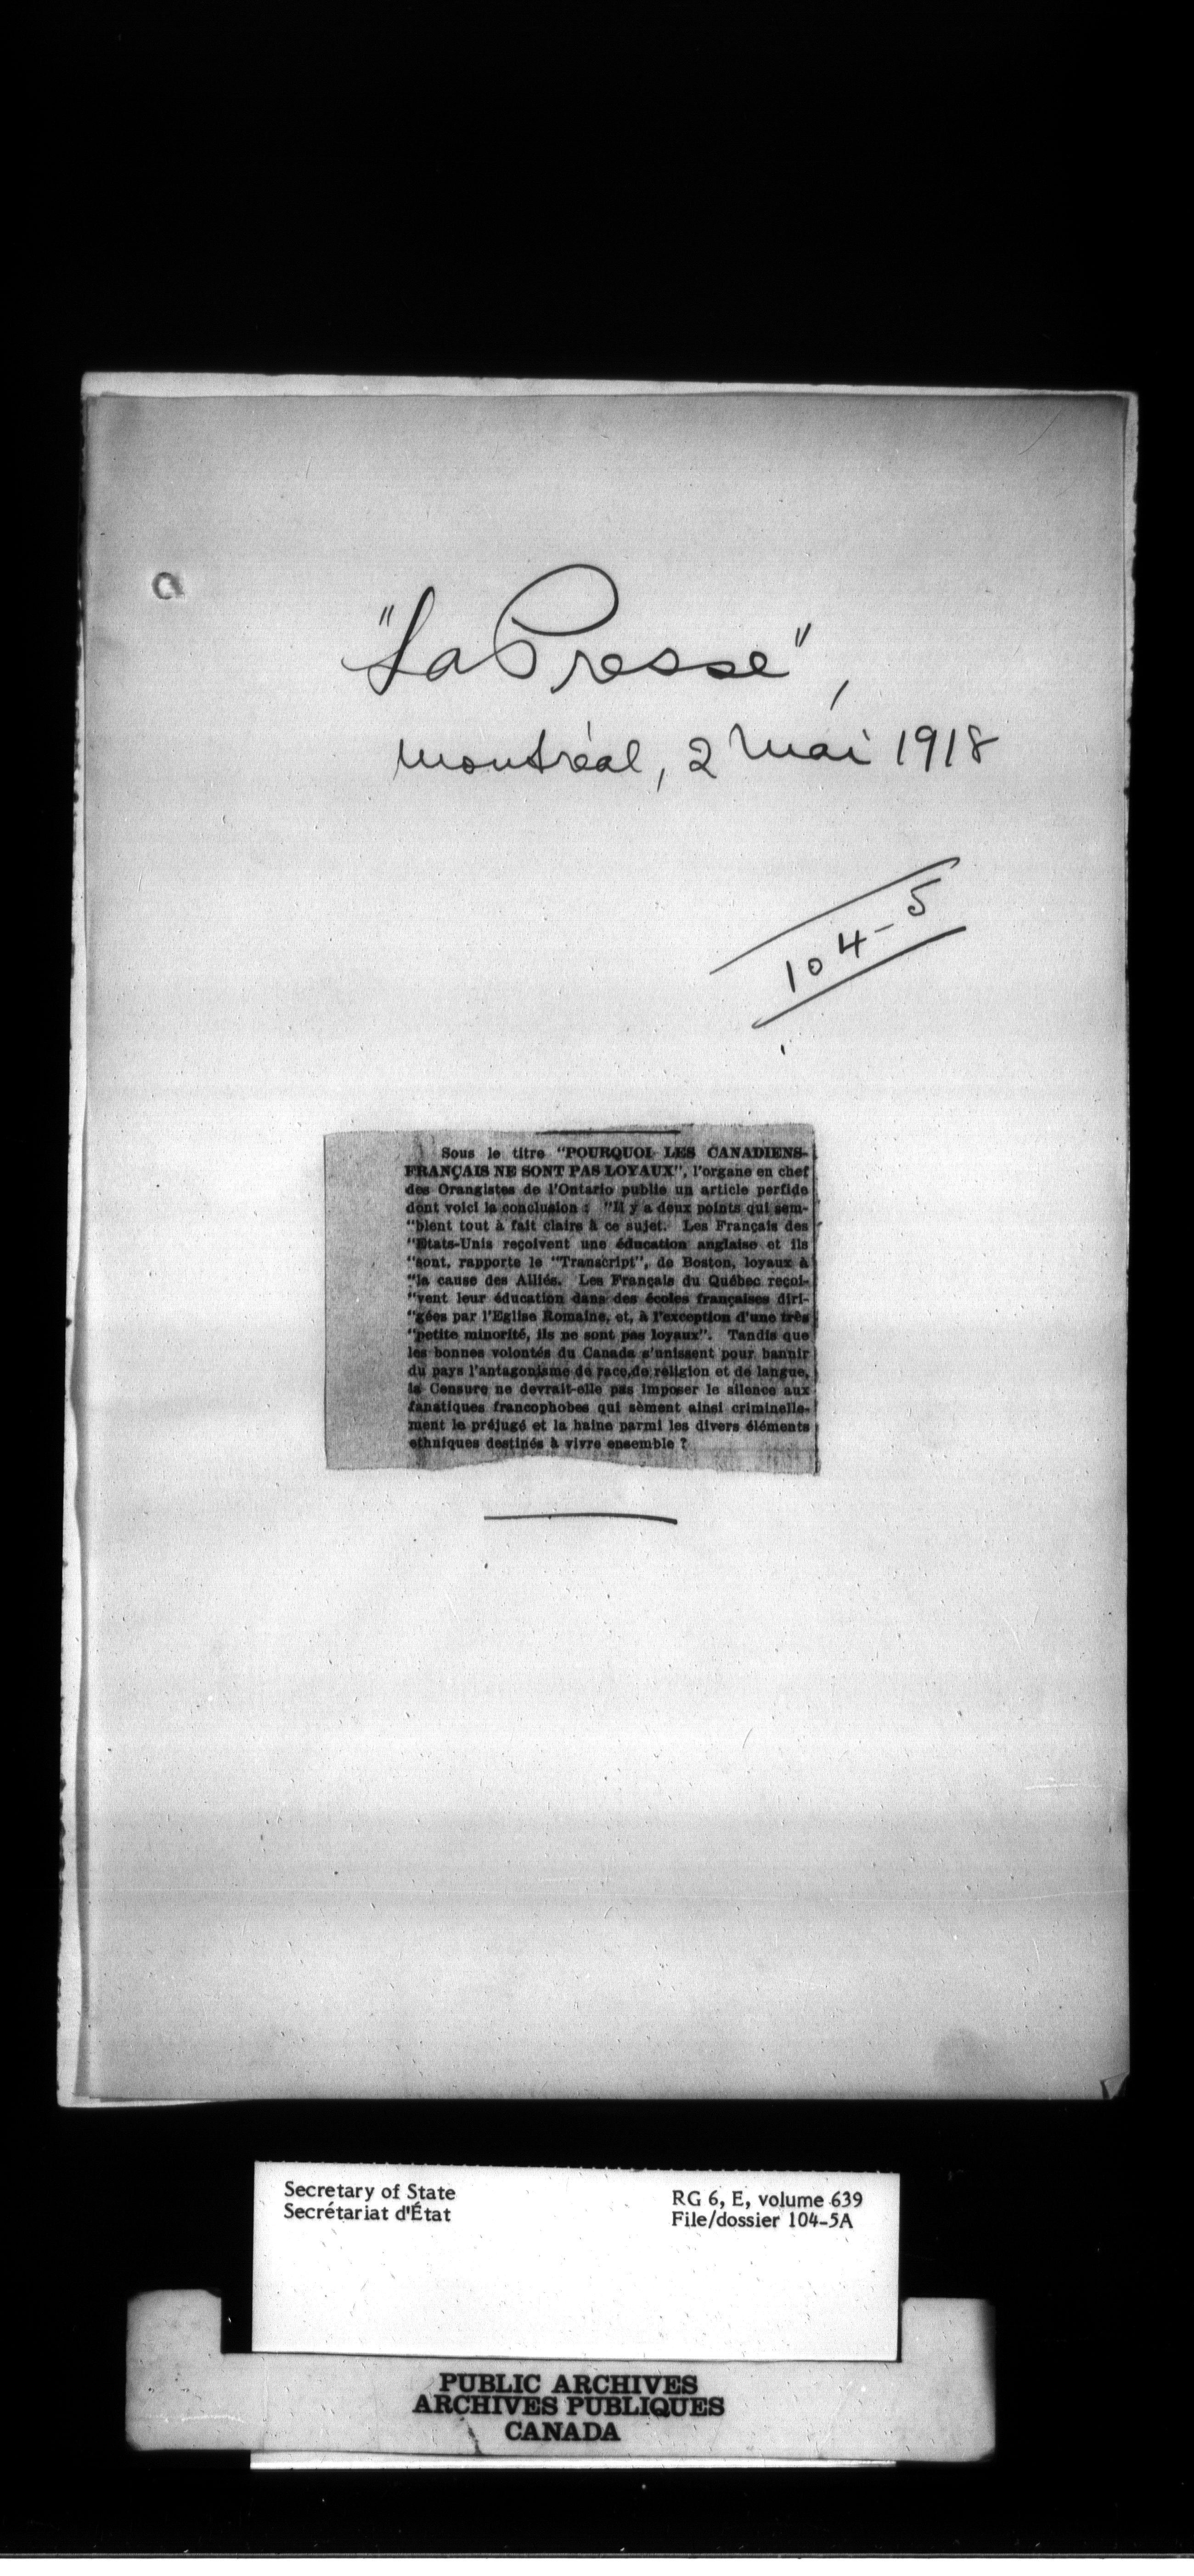 "La Presse",
Montréal, 2 Mai 1918
104-5
Sous le titre "POURQUOI LES CANADIENS-
FRANÇAIS NE SONT PAS LOYAUX", l'organe en chef
des Orangistes de l'Ontario publie un article perfide
dont voici la conclusion : "Il y a deux points qui sem-
"blent tout à fait clairs à ce sujet. Les Français des
"Etats-Unis reçoivent une éducation anglaise et ils
"sont, rapporte le "Transcript", de Boston, loyaux à
"la cause des Alliés. Les Français du Québec reçoi-
"vent leur éducation dans des écoles françaises diri-
"gées par l'Eglise Romaine, et, à l'exception d'une très
"petite minorité, ils ne sont pas loyaux". Tandis que
les bonnes volontés du Canada s'unissent pour bannir
du pays l'antagonisme de race,de religion et de langue,
la Censure ne devrait-elle pas imposer le silence aux
fanatiques francophobes qui sèment ainsi criminelle-
ment le préjugé et la haine parmi les divers éléments
ethniques destinés à vivre ensemble ?
Secretary of State
Secrétariat d'État
RG 6, E, volume 639
File/dossier 104-5A
PUBLIC ARCHIVES
ARCHIVES PUBLIQUES
CANADA